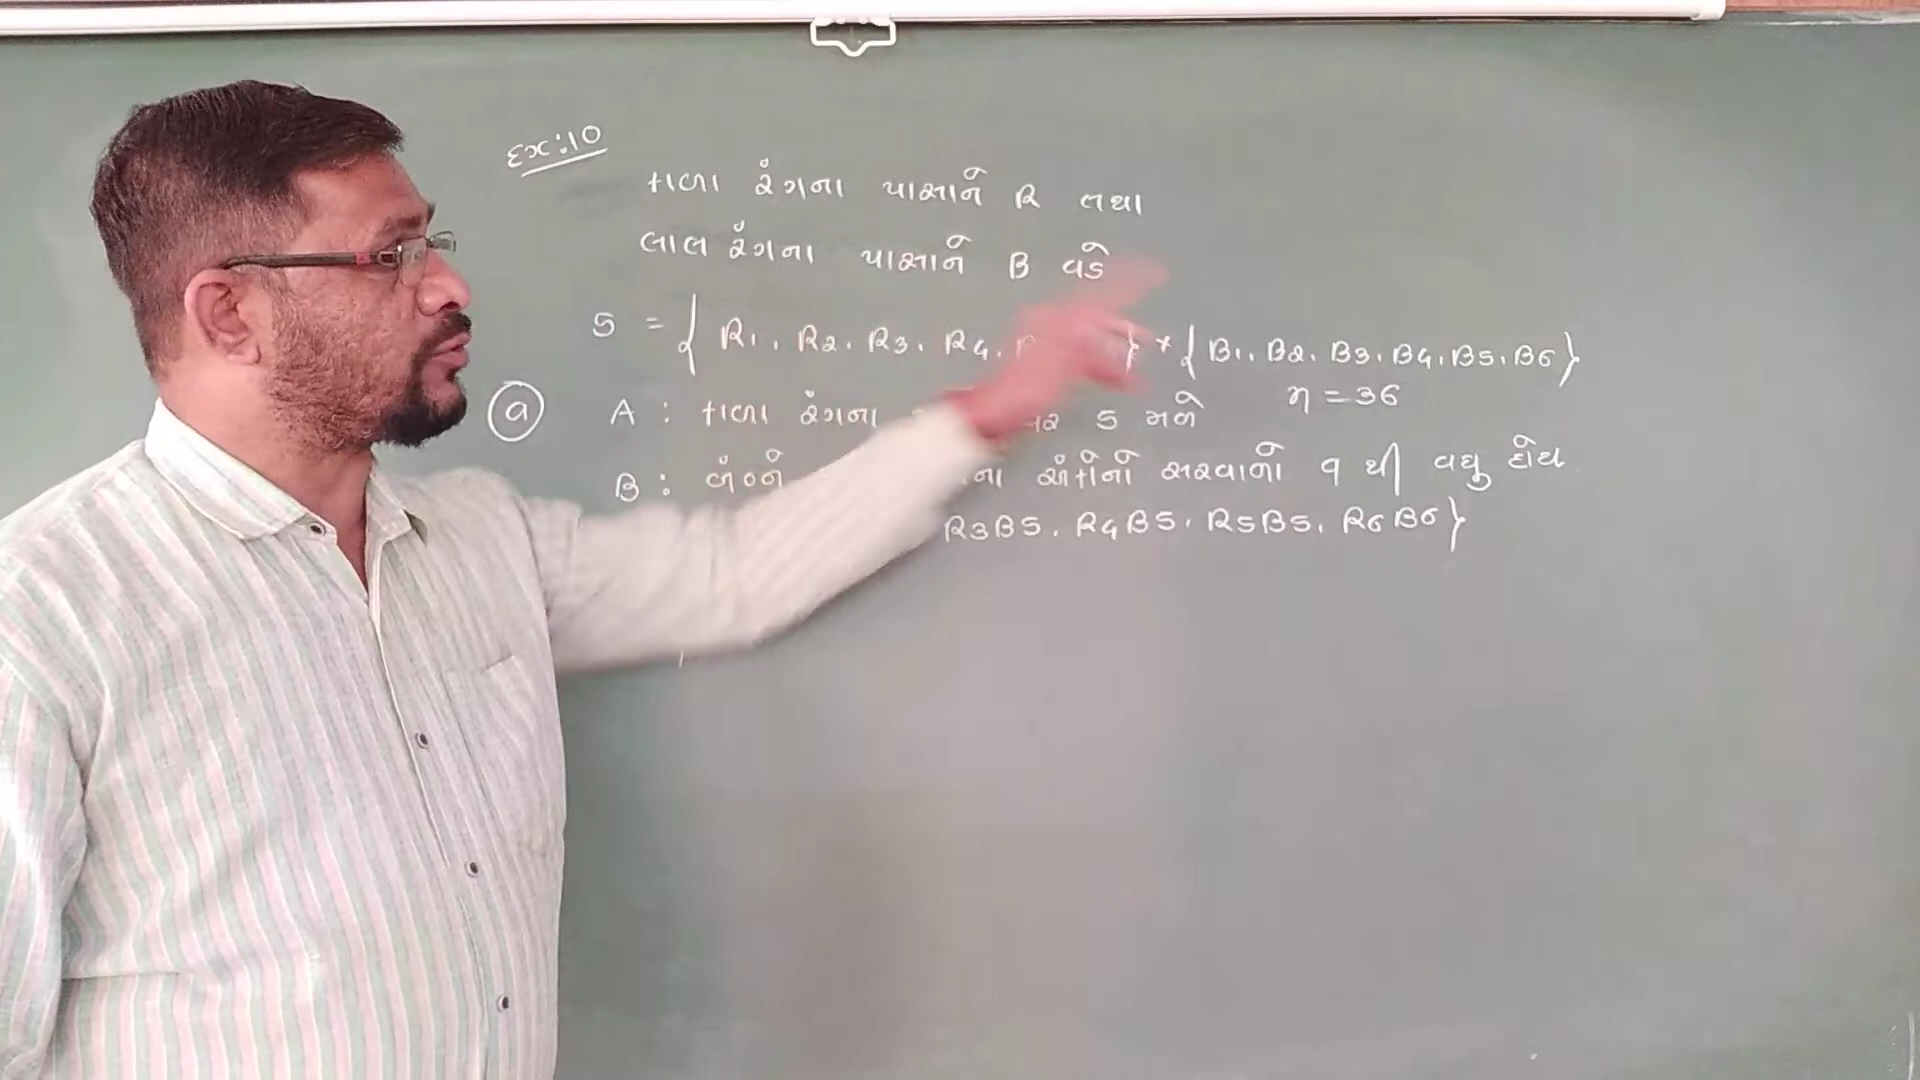 Ex:10
કાળા રંગના પાસાને R તથા
લાલ રંગના પાસાને B વડે
S = { R1, R2, R3, R4, } * { B1, B2, B3, B4, B5, B6 }
n = 36
(a) A : કાળા રંગના પર 5 મળે
B : બંન્ને ના અંકોનો સરવાળો 9 થી વધુ હોય
R3B5, R4B5, R5B5, R6B6 }